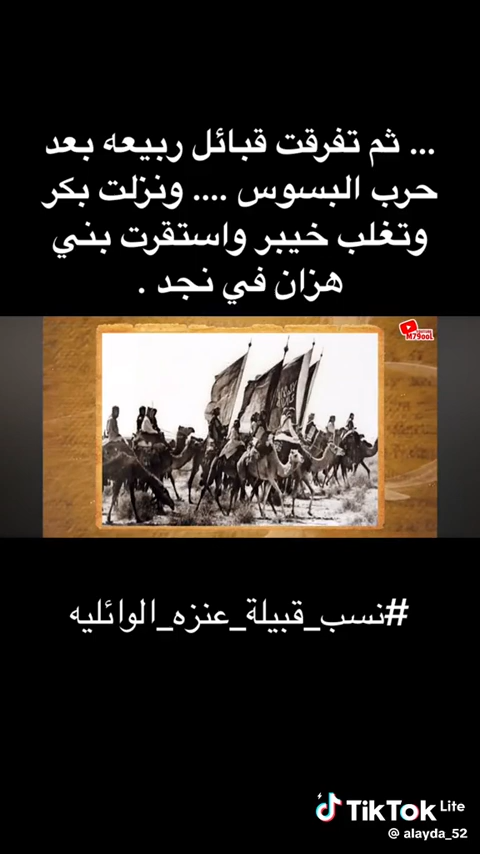 ... ثم تفرقت قبائل ربيعه بعد
حرب البسوس .... ونزلت بكر
وتغلب خيبر واستقرت بني
هزان في نجد .
M79ooL
#نسب_قبيلة_عنزه_الوائليه
TikTok Lite
@ alayda_52